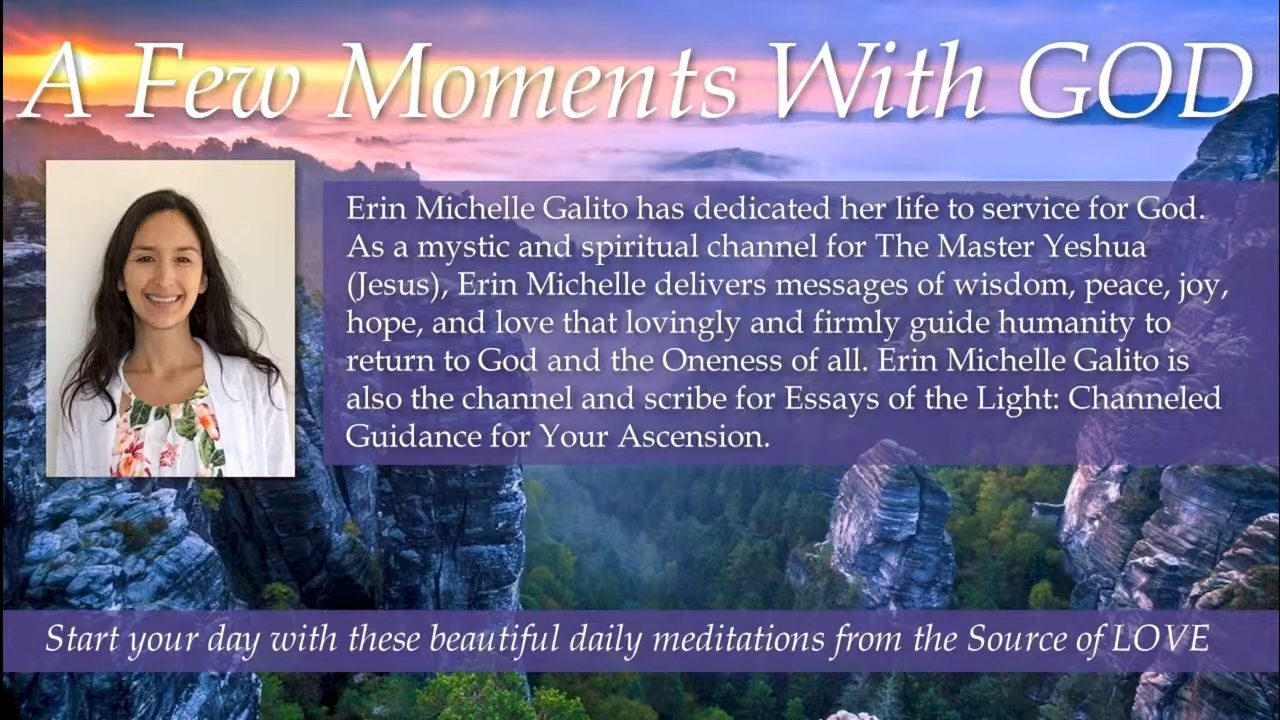 A Few Moments With GOD
Erin Michelle Galito has dedicated her life to service for God.
As a mystic and spiritual channel for The Master Yeshua
(Jesus), Erin Michelle delivers messages of wisdom, peace, joy,
hope, and love that lovingly and firmly guide humanity to
return to God and the Oneness of all. Erin Michelle Galito is
also the channel and scribe for Essays of the Light: Channeled
Guidance for Your Ascension.
Start your day with these beautiful daily meditations from the Source of LOVE